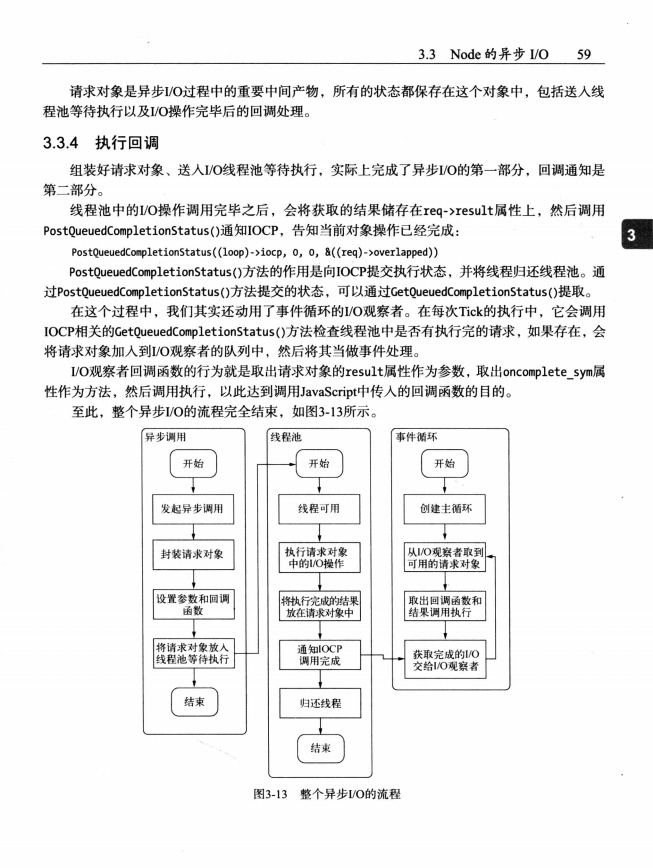 3.3 Node 的异步 I/O 59
请求对象是异步I/O过程中的重要中间产物，所有的状态都保存在这个对象中，包括送入线
程池等待执行以及I/O操作完毕后的回调处理。
3.3.4 执行回调
组装好请求对象、送入I/O线程池等待执行，实际上完成了异步I/O的第一部分，回调通知是
第二部分。
线程池中的I/O操作调用完毕之后，会将获取的结果储存在req->result属性上，然后调用
PostQueuedCompletionStatus()通知IOCP，告知当前对象操作已经完成：
3
PostQueuedCompletionStatus((loop)->iocp, 0, 0, &((req)->overlapped))
PostQueuedCompletionStatus()方法的作用是向IOCP提交执行状态，并将线程归还线程池。通
过PostQueuedCompletionStatus()方法提交的状态，可以通过GetQueuedCompletionStatus()提取。
在这个过程中，我们其实还动用了事件循环的I/O观察者。在每次Tick的执行中，它会调用
IOCP相关的GetQueuedCompletionStatus()方法检查线程池中是否有执行完的请求，如果存在，会
将请求对象加入到I/O观察者的队列中，然后将其当做事件处理。
I/O观察者回调函数的行为就是取出请求对象的result属性作为参数，取出oncomplete_sym属
性作为方法，然后调用执行，以此达到调用JavaScript中传入的回调函数的目的。
至此，整个异步I/O的流程完全结束，如图3-13所示。
异步调用
开始
发起异步调用
封装请求对象
设置参数和回调
函数
将请求对象放入
线程池等待执行
结束
线程池
开始
线程可用
执行请求对象
中的I/O操作
将执行完成的结果
放在请求对象中
通知IOCP
调用完成
归还线程
结束
事件循环
开始
创建主循环
从I/O观察者取到
可用的请求对象
取出回调函数和
结果调用执行
获取完成的I/O
交给I/O观察者
图3-13 整个异步I/O的流程